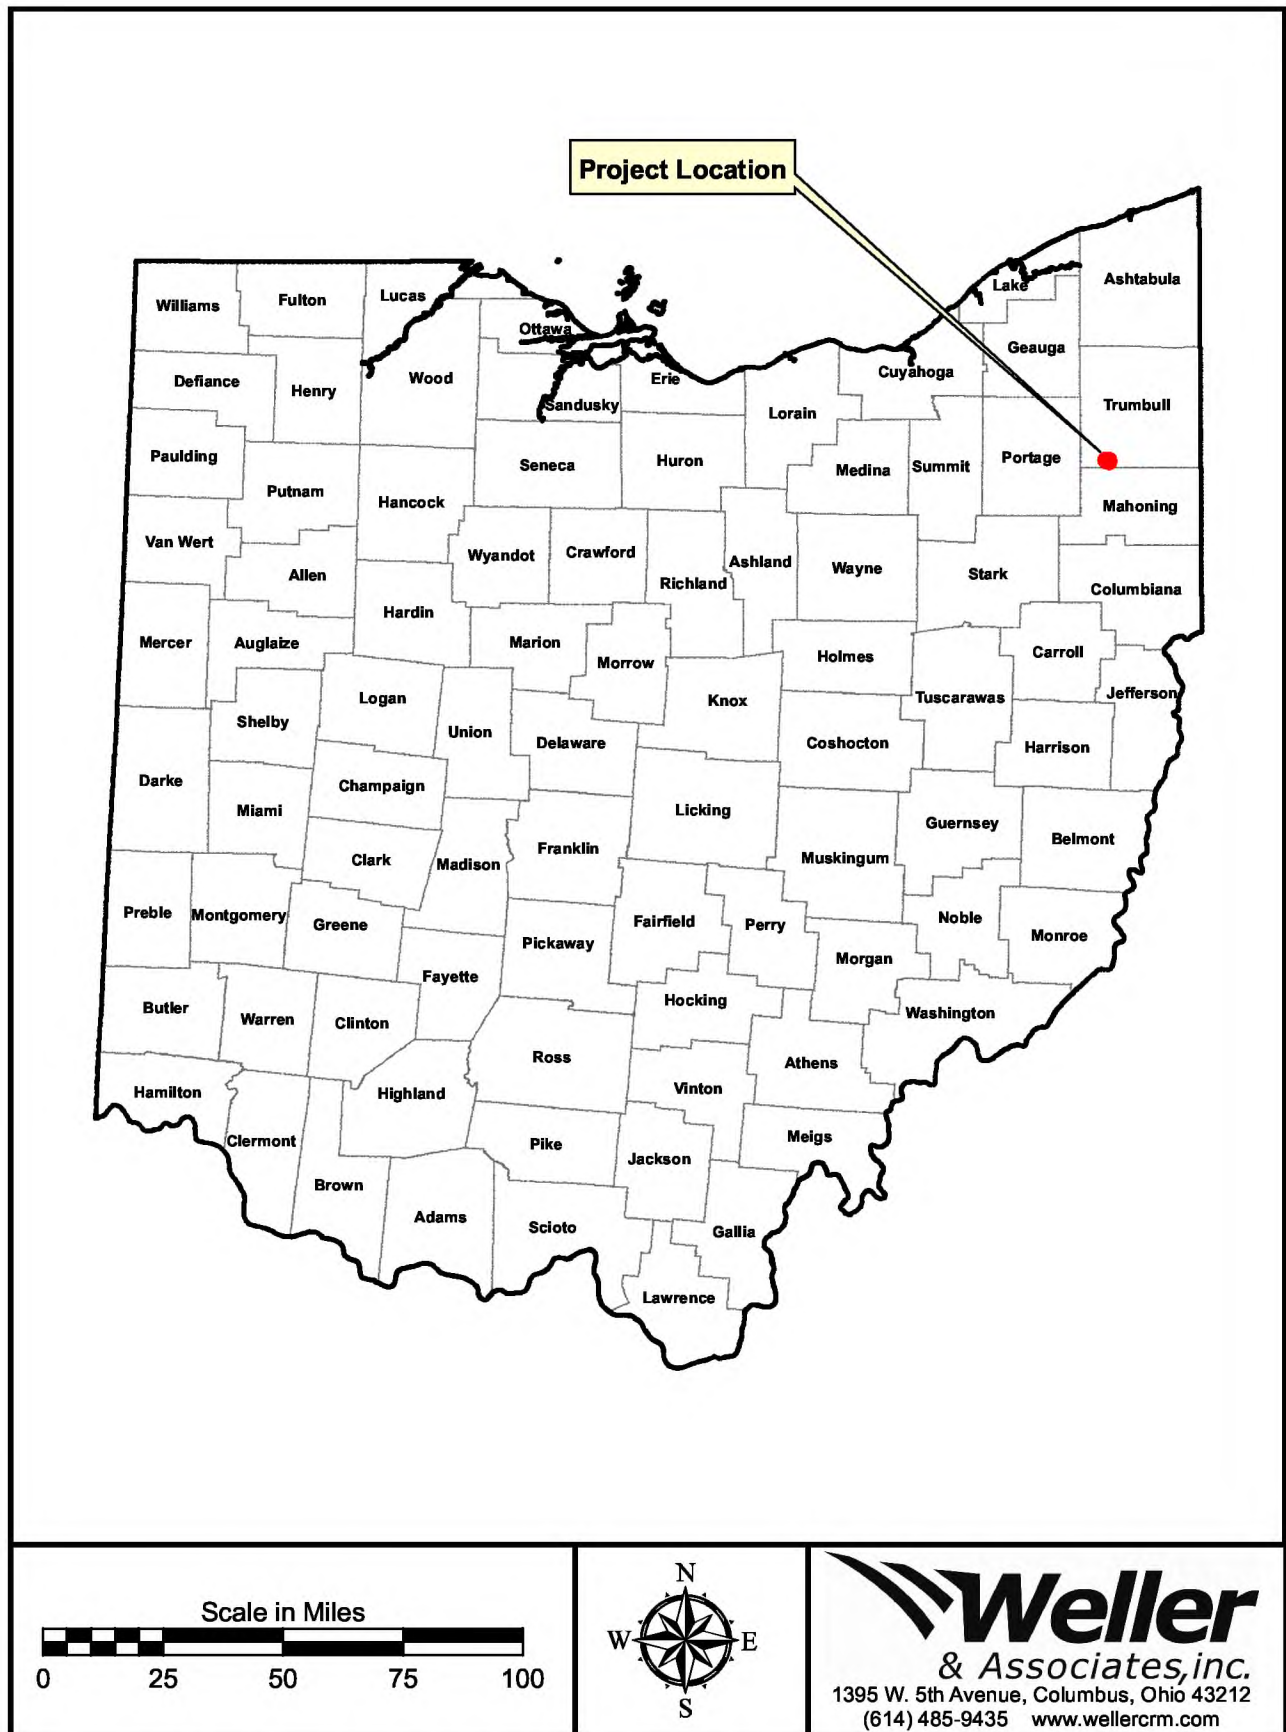 Project Location
Ashtabula
Lake
Williams
Fulton
Lucas
Ottawa
Geauga
Cuyahoga
Erie
Wood
Defiance
Henry
Sandusky
Lorain
Trumbull
Paulding
Seneca
Huron
Medina
Summit
Portage
Putnam
Hancock
Mahoning
Van Wert
Wyandot
Crawford
Ashland
Wayne
Stark
Allen
Richland
Columbiana
Hardin
Mercer
Auglaize
Marion
Morrow
Holmes
Carroll
Logan
Knox
Tuscarawas
Jefferson
Shelby
Union
Delaware
Coshocton
Harrison
Darke
Champaign
Miami
Licking
Guernsey
Belmont
Clark
Madison
Franklin
Muskingum
Preble
Montgomery
Greene
Fairfield
Perry
Noble
Monroe
Pickaway
Morgan
Fayette
Butler
Warren
Clinton
Hocking
Washington
Ross
Athens
Hamilton
Highland
Vinton
Clermont
Pike
Jackson
Meigs
Brown
Adams
Scioto
Gallia
Lawrence
Scale in Miles
0 25 50 75 100
N
W E
S
Weller
& Associates, inc.
1395 W. 5th Avenue, Columbus, Ohio 43212
(614) 485-9435 www.wellercrm.com